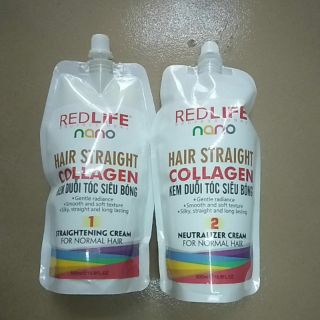 REDLIFE
nano
HAIR STRAIGHT
COLLAGEN
KEM DUỖI TÓC SIÊU BÓNG
• Gentle radiance
• Smooth and soft texture
• Silky, straight and long lasting
1
STRAIGHTENING CREAM
FOR NORMAL HAIR
REDLIFE
nano
HAIR STRAIGHT
COLLAGEN
KEM DUỖI TÓC SIÊU BÓNG
• Gentle radiance
• Smooth and soft texture
• Silky, straight and long lasting
2
NEUTRALIZER CREAM
FOR NORMAL HAIR